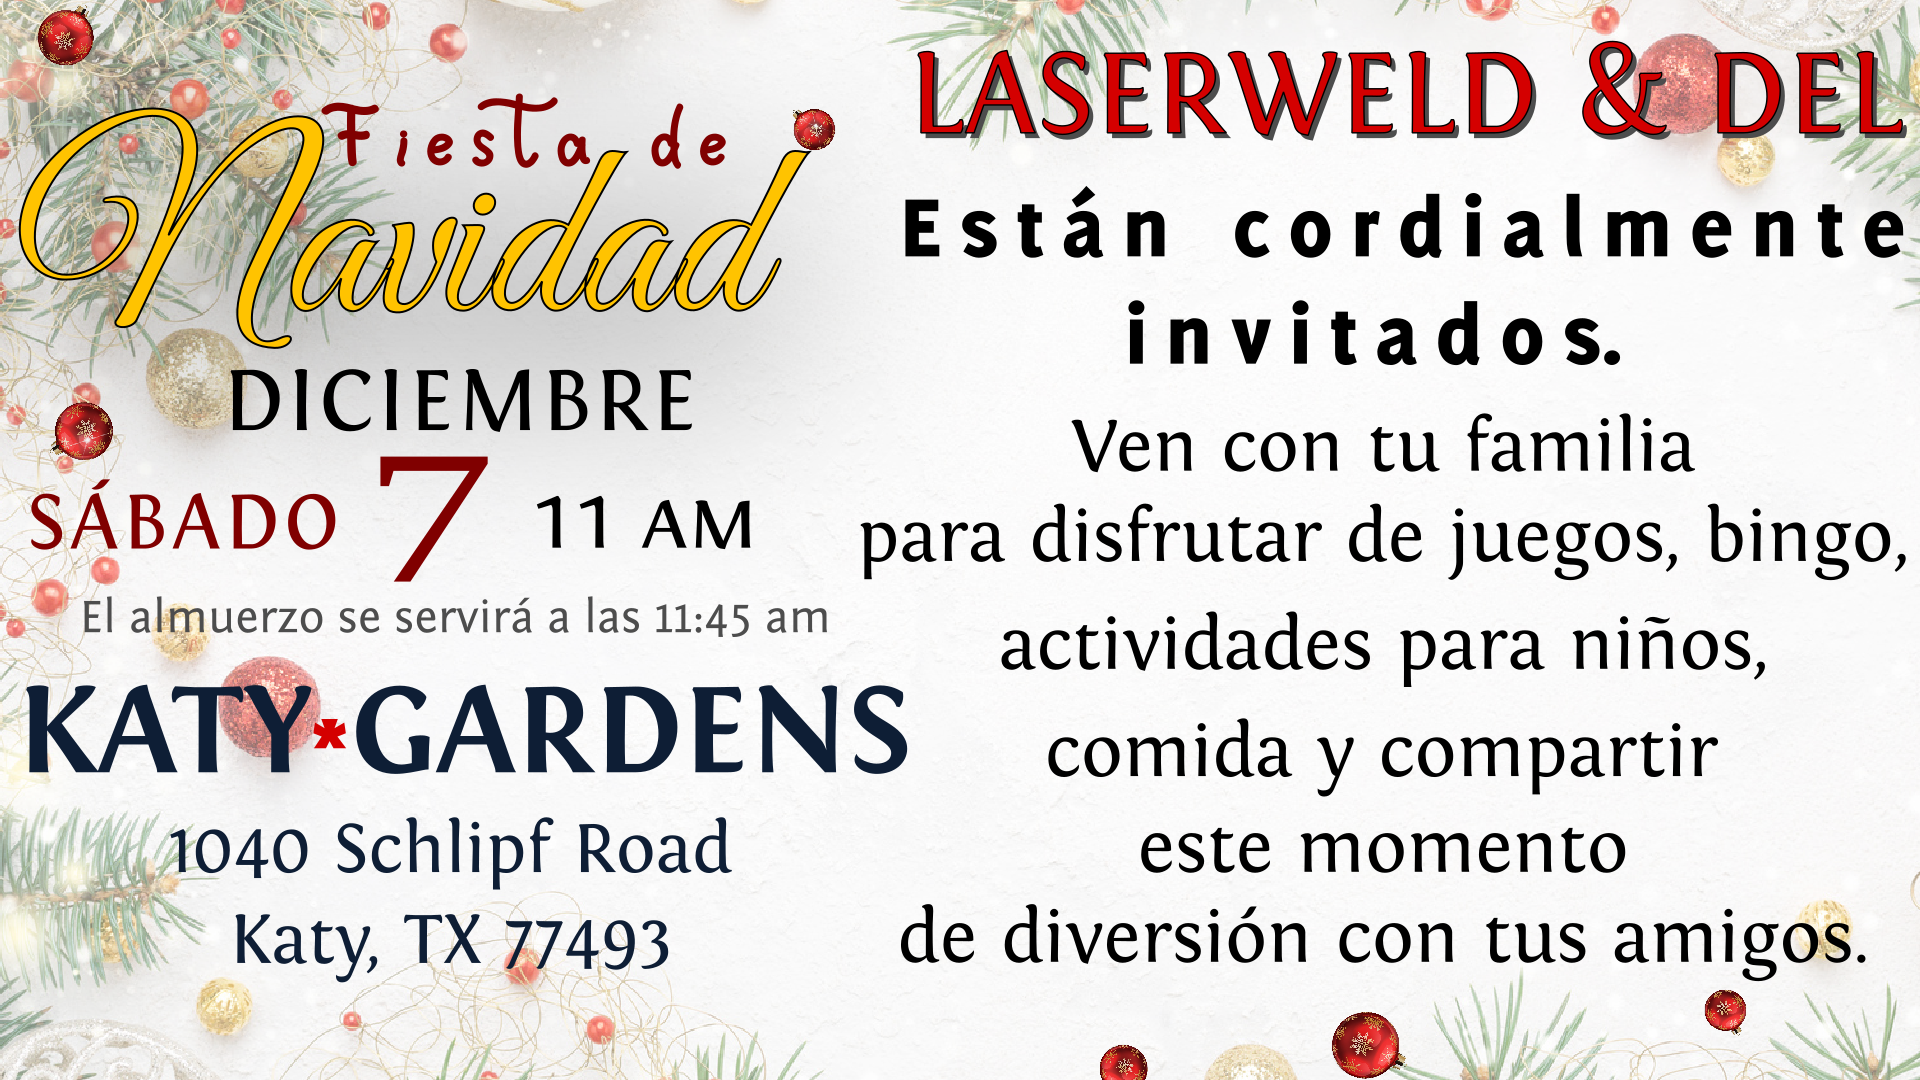 Fiesta de
Navidad
DICIEMBRE
SÁBADO 7 11 AM
El almuerzo se servirá a las 11:45 am
KATY*GARDENS
1040 Schlipf Road
Katy, TX 77493
LASERWELD & DEL
Están cordialmente
invitados.
Ven con tu familia
para disfrutar de juegos, bingo,
actividades para niños,
comida y compartir
este momento
de diversión con tus amigos.